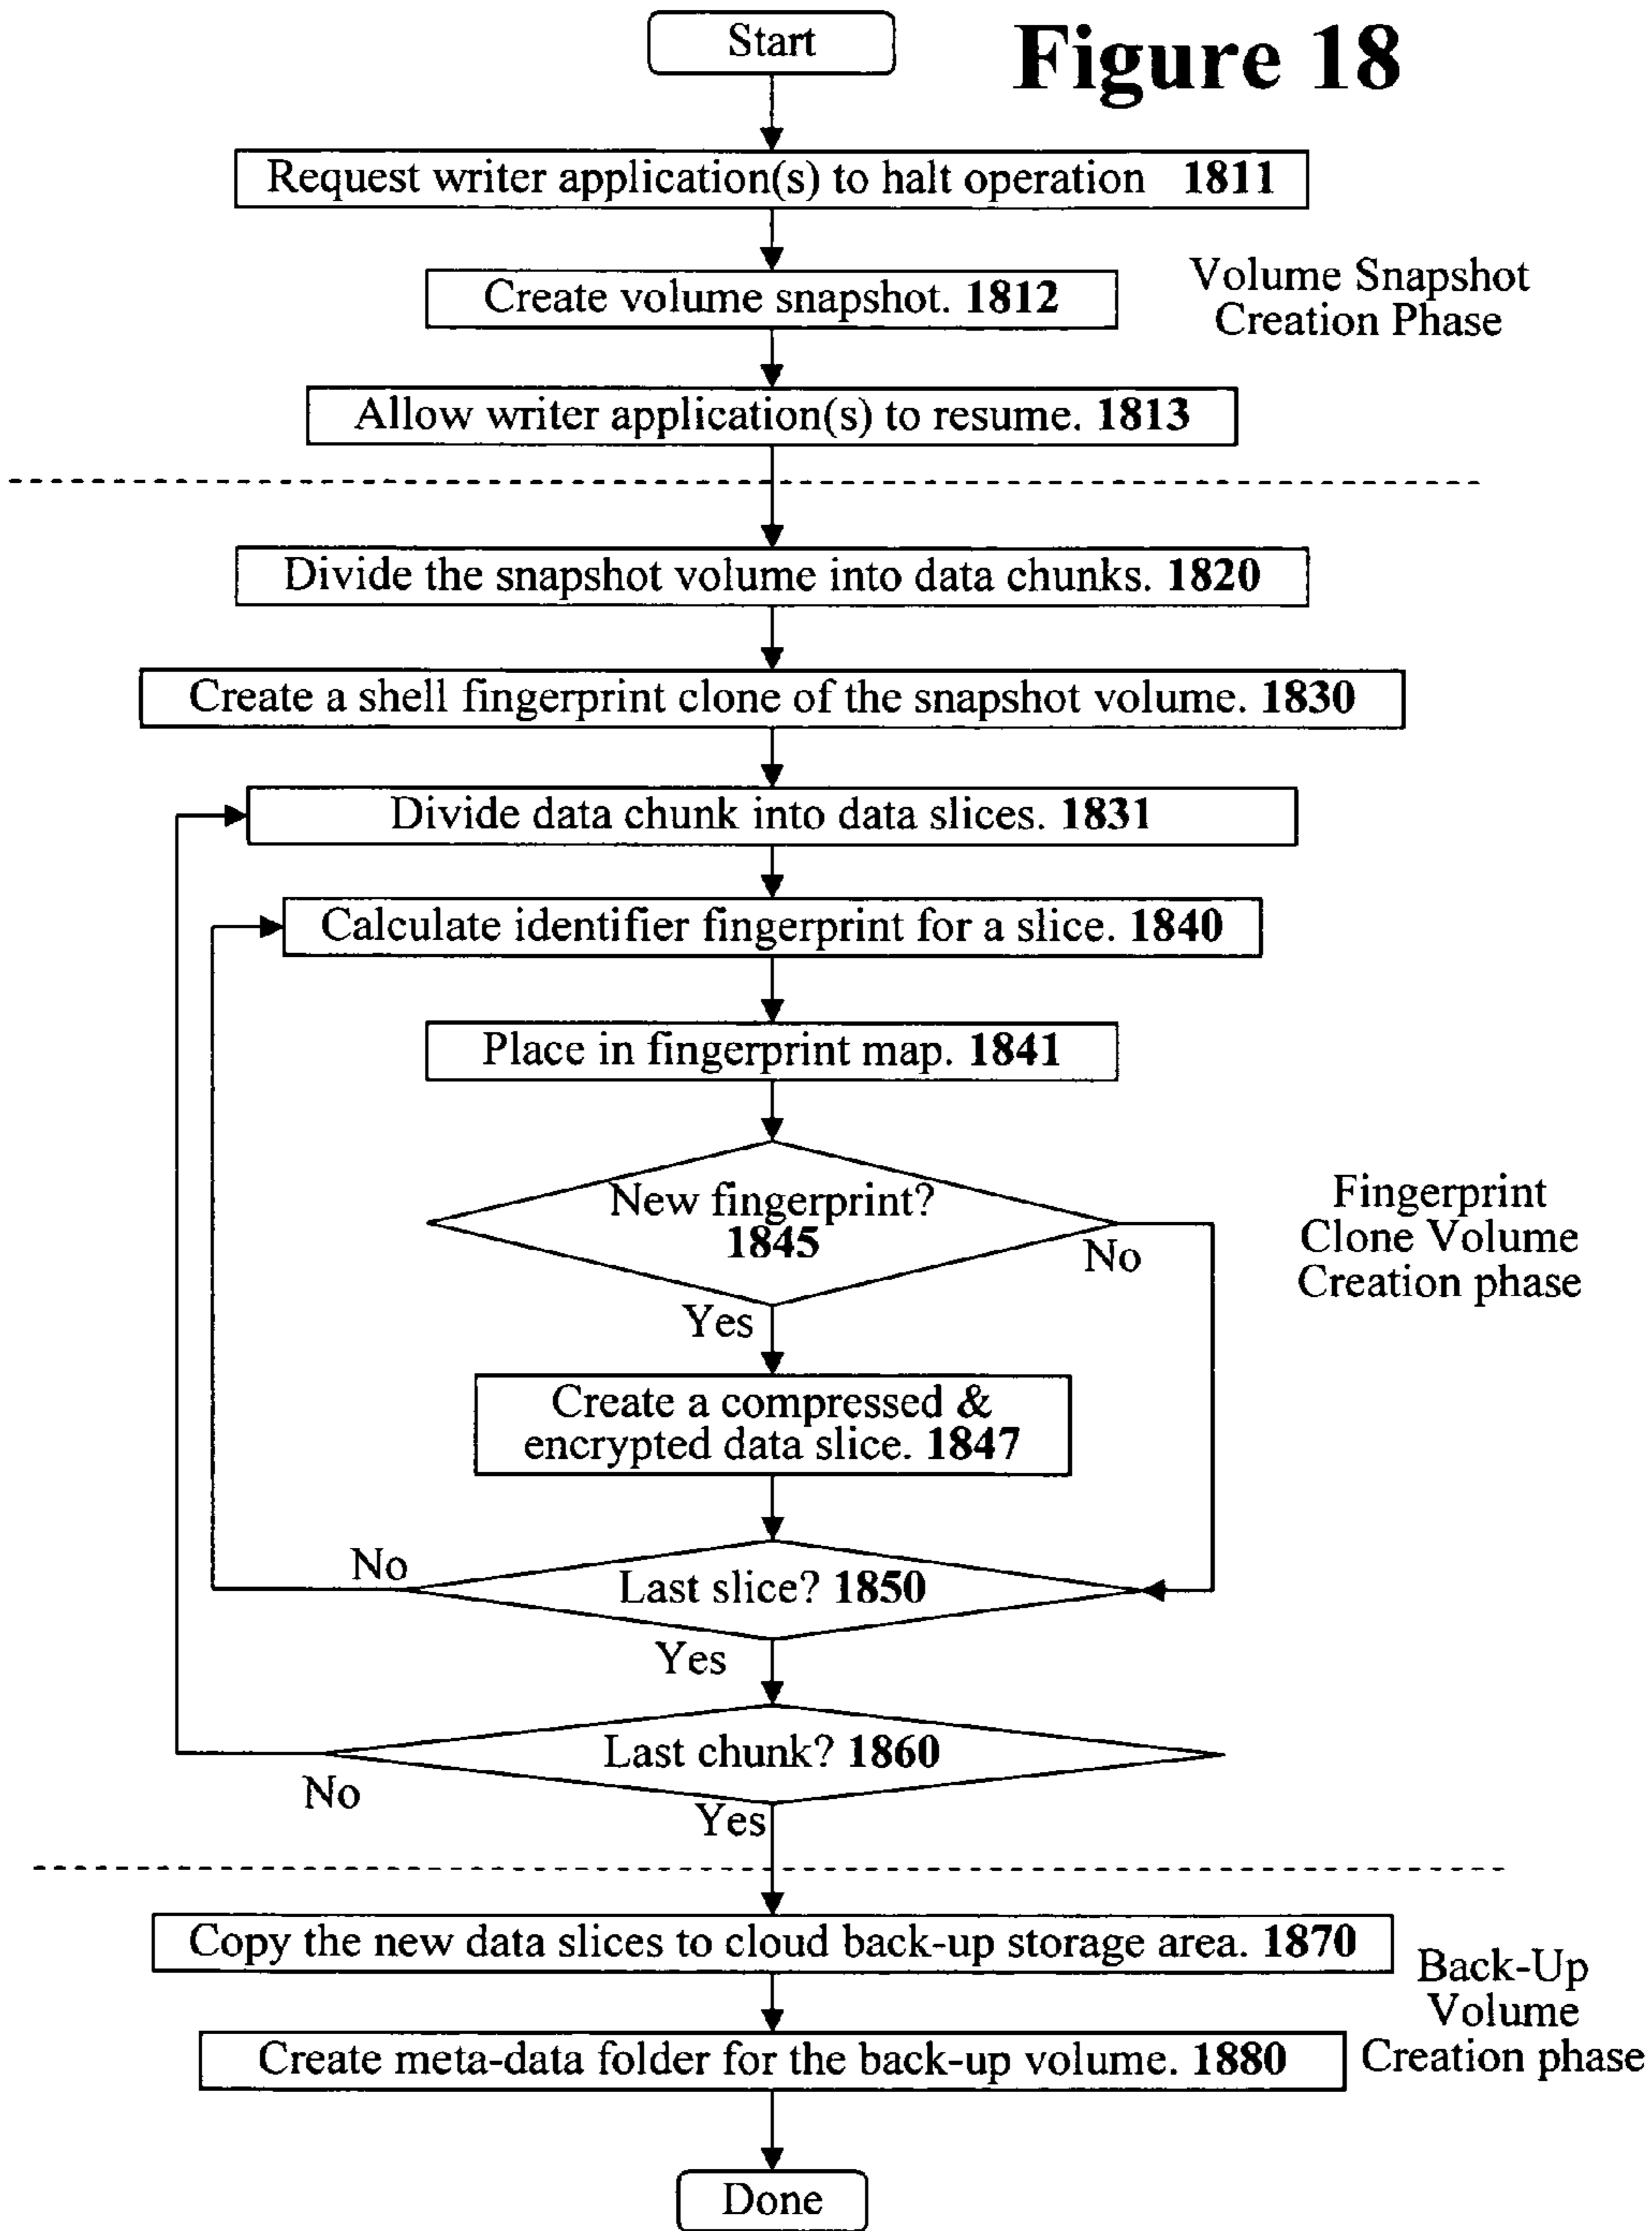 Start
Figure 18
Request writer application(s) to halt operation 1811
Create volume snapshot. 1812
Volume Snapshot
Creation Phase
Allow writer application(s) to resume. 1813
Divide the snapshot volume into data chunks. 1820
Create a shell fingerprint clone of the snapshot volume. 1830
Divide data chunk into data slices. 1831
Calculate identifier fingerprint for a slice. 1840
Place in fingerprint map. 1841
New fingerprint?
1845
No
Yes
Fingerprint
Clone Volume
Creation phase
Create a compressed &
encrypted data slice. 1847
No
Last slice? 1850
Yes
Last chunk? 1860
No
Yes
Copy the new data slices to cloud back-up storage area. 1870
Back-Up
Volume
Creation phase
Create meta-data folder for the back-up volume. 1880
Done